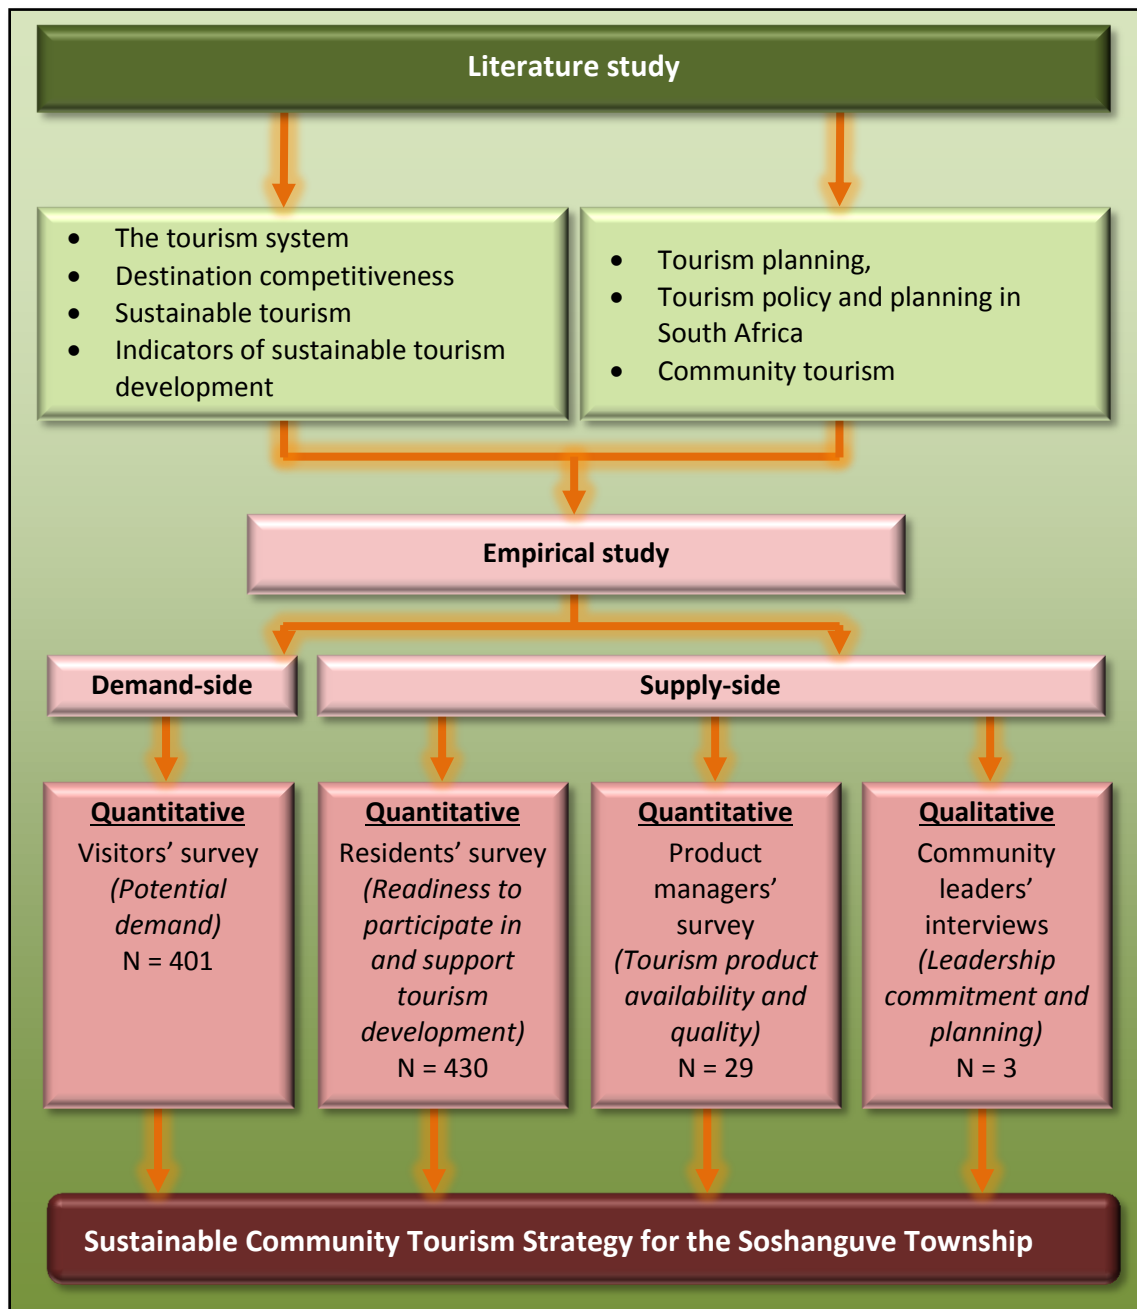 Literature study
• The tourism system
• Destination competitiveness
• Sustainable tourism
• Indicators of sustainable tourism
development
• Tourism planning,
• Tourism policy and planning in
South Africa
• Community tourism
Empirical study
Demand-side
Supply-side
Quantitative
Visitors’ survey
(Potential
demand)
N = 401
Quantitative
Residents’ survey
(Readiness to
participate in
and support
tourism
development)
N = 430
Quantitative
Product
managers’
survey
(Tourism product
availability and
quality)
N = 29
Qualitative
Community
leaders’
interviews
(Leadership
commitment and
planning)
N = 3
Sustainable Community Tourism Strategy for the Soshanguve Township